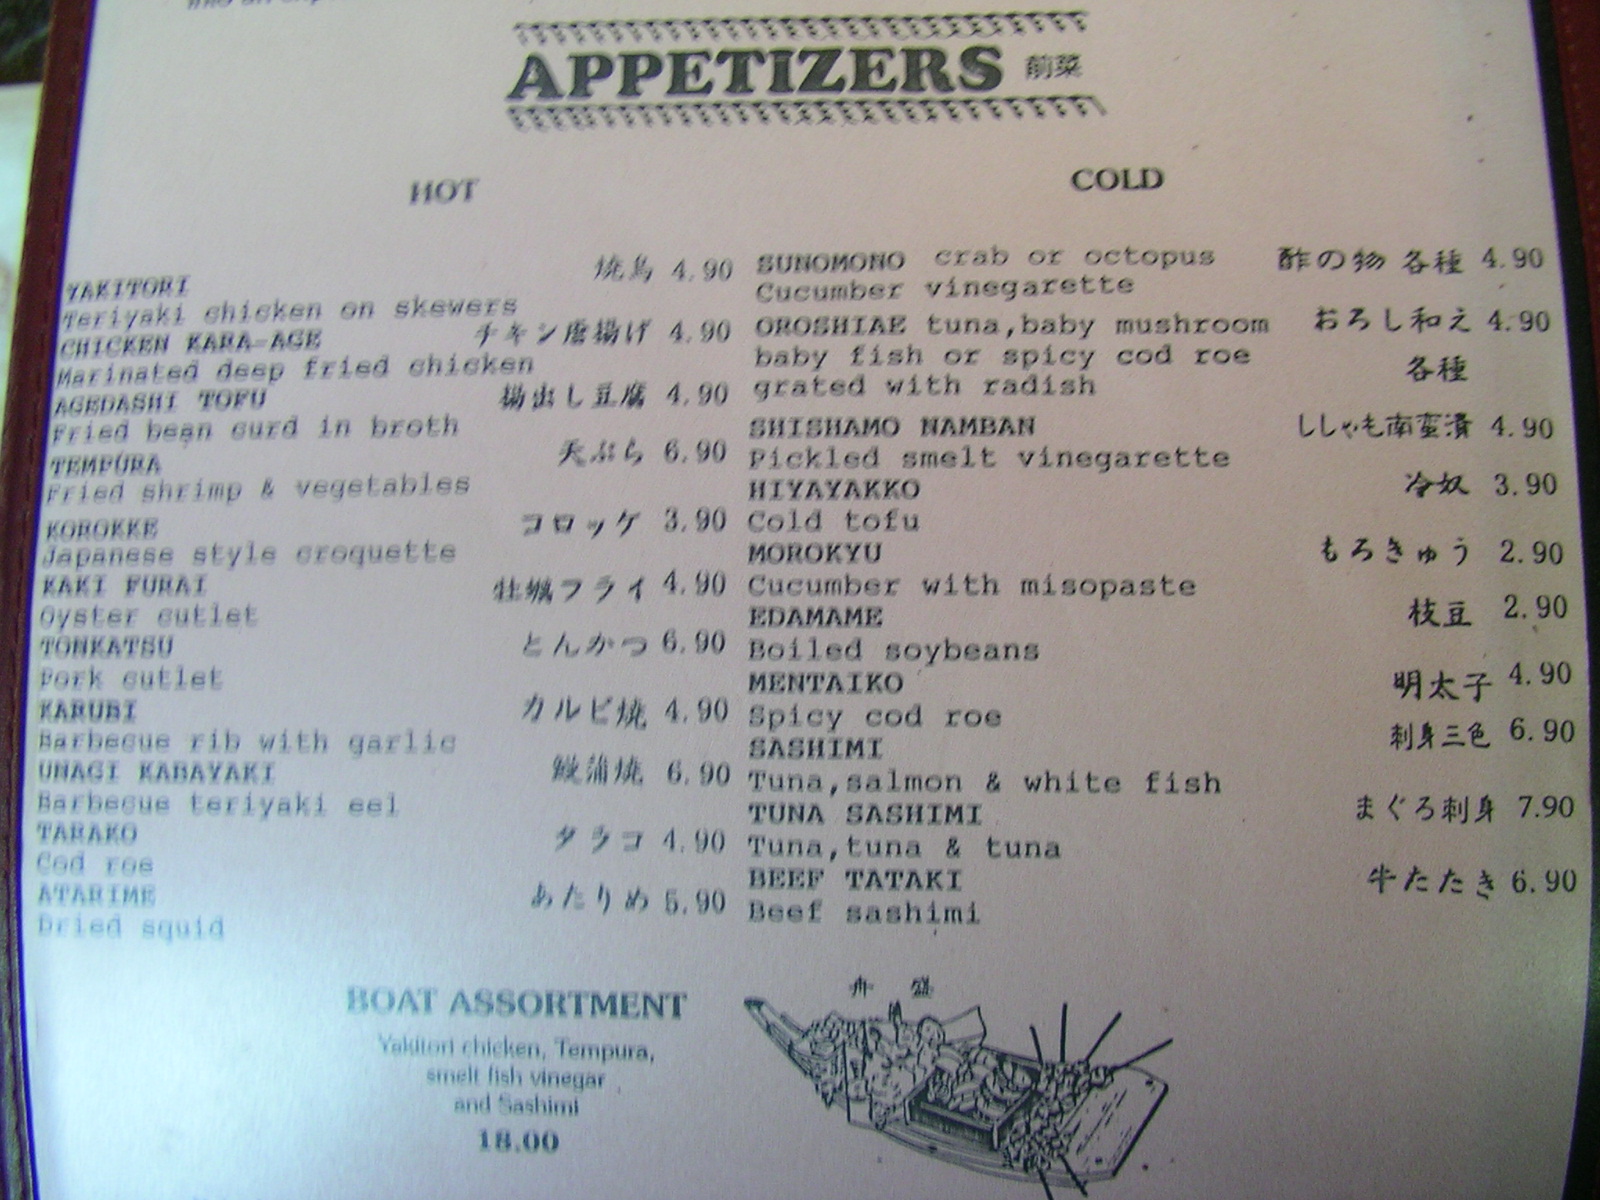 APPETIZERS 前菜
HOT
YAKITORI 焼鳥 4.90
Teriyaki chicken on skewers
CHICKEN KARA-AGE チキン唐揚げ 4.90
Marinated deep fried chicken
AGEDASHI TOFU 揚出し豆腐 4.90
Fried bean curd in broth
TEMPURA 天ぷら 6.90
Fried shrimp & vegetables
KOROKKE コロッケ 3.90
Japanese style croquette
KAKI FURAI 牡蛎フライ 4.90
Oyster cutlet
TONKATSU とんかつ 6.90
Pork cutlet
KARUBI カルビ焼 4.90
Barbecue rib with garlic
UNAGI KABAYAKI 鰻蒲焼 6.90
Barbecue teriyaki eel
TARAKO タラコ 4.90
Cod roe
ATARIME あたりめ 5.90
Dried squid
COLD
SUNOMONO crab or octopus 酢の物 各種 4.90
Cucumber vinegarette
OROSHIAE tuna,baby mushroom おろし和え 4.90
baby fish or spicy cod roe 各種
grated with radish
SHISHAMO NAMBAN ししゃも南蛮漬 4.90
Pickled smelt vinegarette
HIYAYAKKO 冷奴 3.90
Cold tofu
MOROKYU もろきゅう 2.90
Cucumber with misopaste
EDAMAME 枝豆 2.90
Boiled soybeans
MENTAIKO 明太子 4.90
Spicy cod roe
SASHIMI 刺身三色 6.90
Tuna,salmon & white fish
TUNA SASHIMI まぐろ刺身 7.90
Tuna,tuna & tuna
BEEF TATAKI 牛たたき 6.90
Beef sashimi
BOAT ASSORTMENT 舟盛
Yakitori chicken, Tempura,
smelt fish vinegar
and Sashimi
18.00